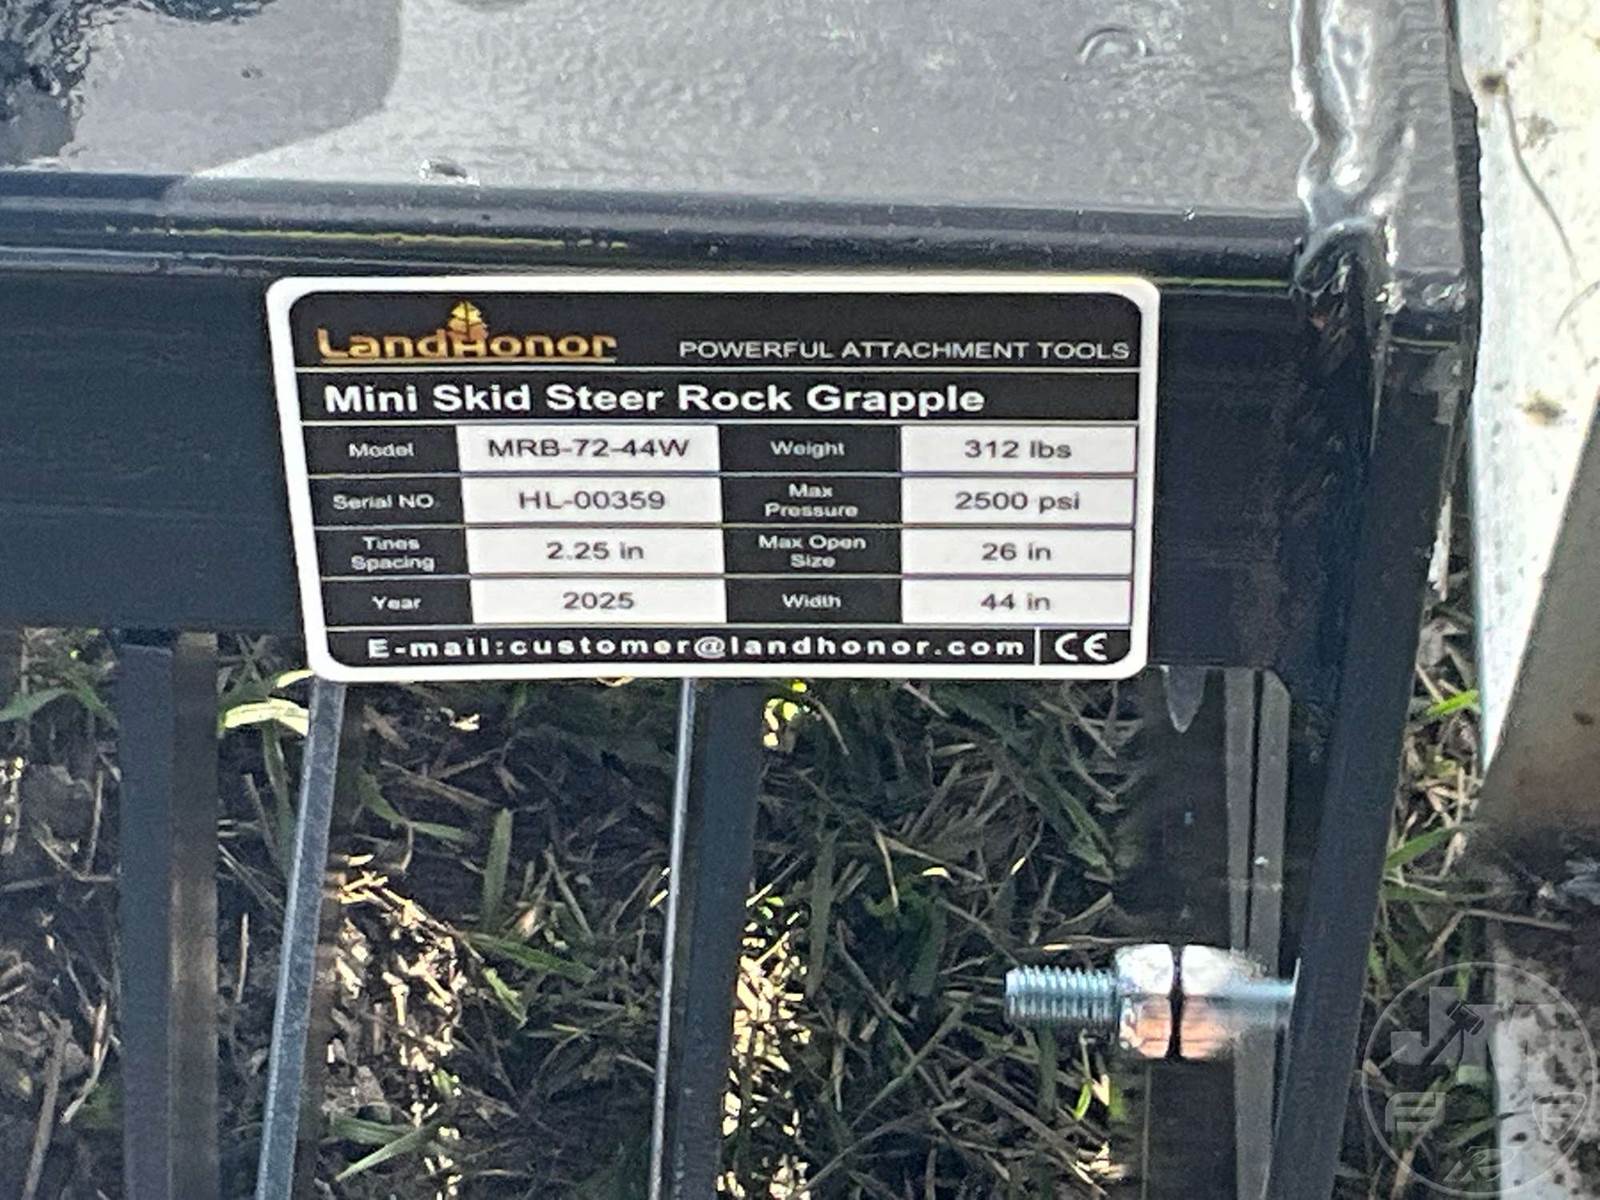 LandHonor POWERFUL ATTACHMENT TOOLS
Mini Skid Steer Rock Grapple
Model MRB-72-44W Weight 312 lbs
Serial NO. HL-00359 Max Pressure 2500 psi
Tines Spacing 2.25 in Max Open Size 26 in
Year 2025 Width 44 in
E-mail:customer@landhonor.com CE